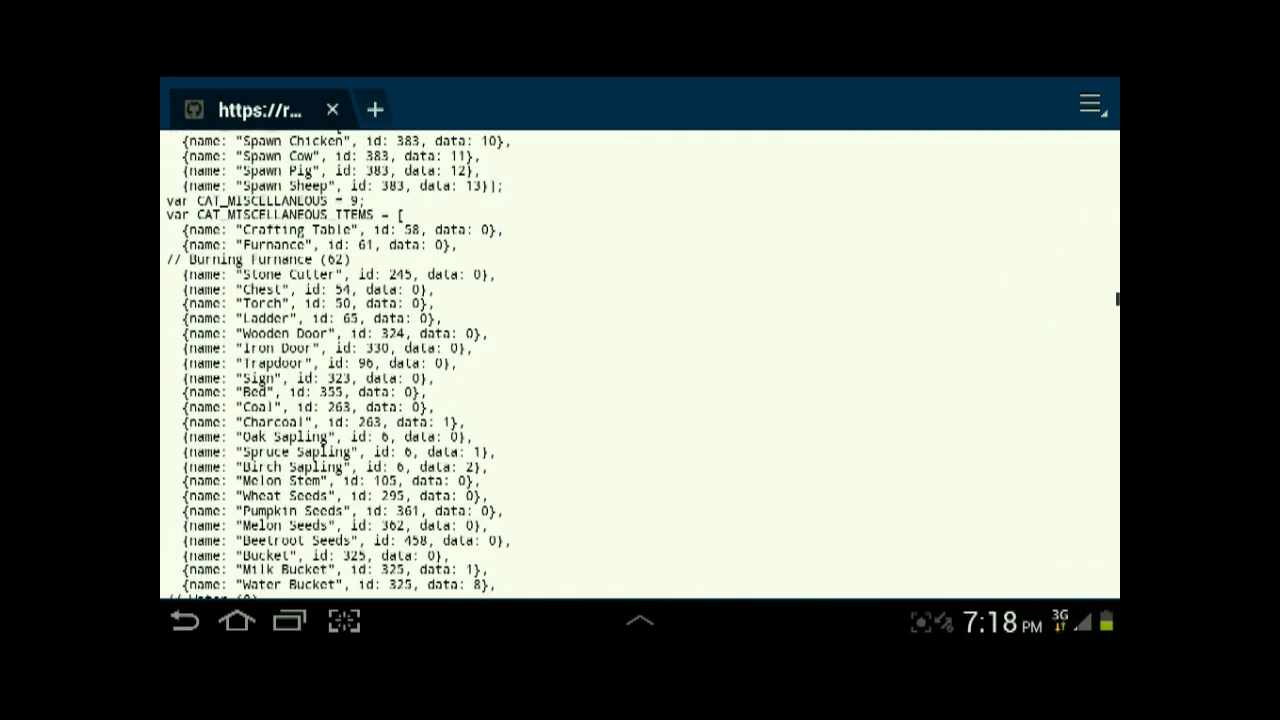 https://r...
{name: "Spawn Chicken", id: 383, data: 10},
{name: "Spawn Cow", id: 383, data: 11},
{name: "Spawn Pig", id: 383, data: 12},
{name: "Spawn Sheep", id: 383, data: 13}];
var CAT_MISCELLANEOUS = 9;
var CAT_MISCELLANEOUS_ITEMS = [
{name: "Crafting Table", id: 58, data: 0},
{name: "Furnance", id: 61, data: 0},
// Burning Furnance (62)
{name: "Stone Cutter", id: 245, data: 0},
{name: "Chest", id: 54, data: 0},
{name: "Torch", id: 50, data: 0},
{name: "Ladder", id: 65, data: 0},
{name: "Wooden Door", id: 324, data: 0},
{name: "Iron Door", id: 330, data: 0},
{name: "Trapdoor", id: 96, data: 0},
{name: "Sign", id: 323, data: 0},
{name: "Bed", id: 355, data: 0},
{name: "Coal", id: 263, data: 0},
{name: "Charcoal", id: 263, data: 1},
{name: "Oak Sapling", id: 6, data: 0},
{name: "Spruce Sapling", id: 6, data: 1},
{name: "Birch Sapling", id: 6, data: 2},
{name: "Melon Stem", id: 105, data: 0},
{name: "Wheat Seeds", id: 295, data: 0},
{name: "Pumpkin Seeds", id: 361, data: 0},
{name: "Melon Seeds", id: 362, data: 0},
{name: "Beetroot Seeds", id: 458, data: 0},
{name: "Bucket", id: 325, data: 0},
{name: "Milk Bucket", id: 325, data: 1},
{name: "Water Bucket", id: 325, data: 8},
7:18 PM 3G